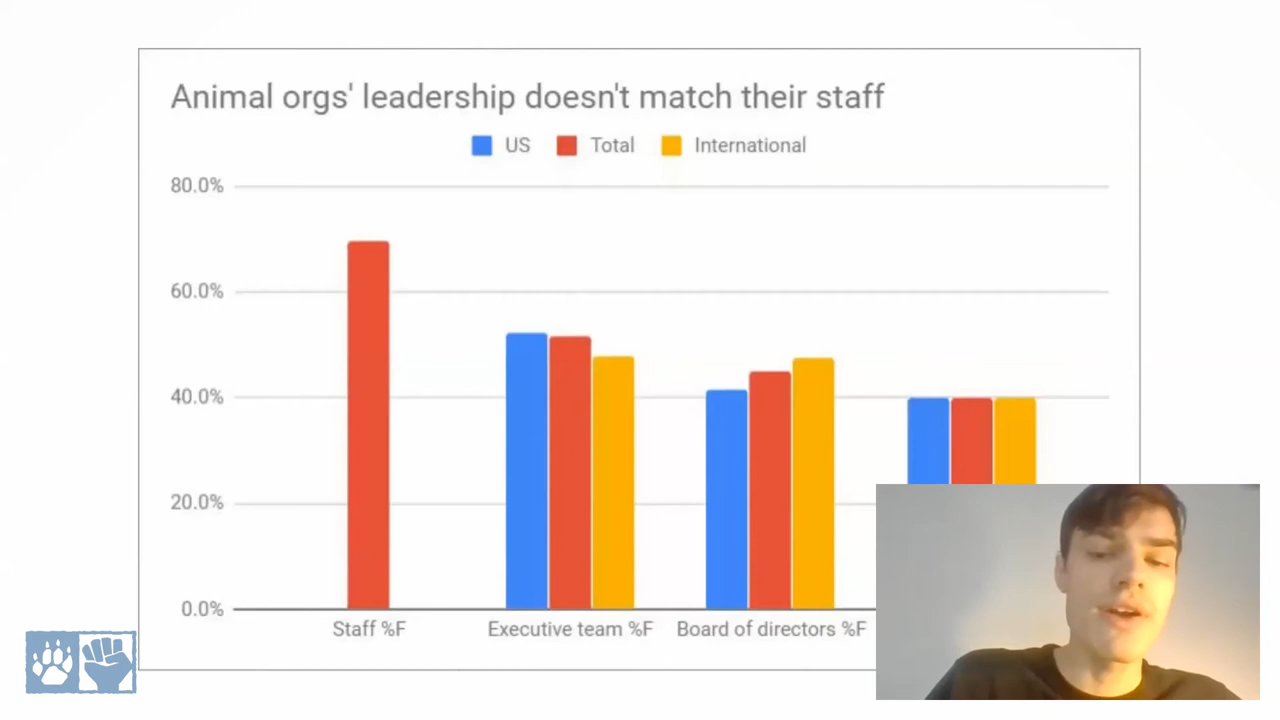 Animal orgs' leadership doesn't match their staff
US Total International
80.0%
60.0%
40.0%
20.0%
0.0%
Staff %F Executive team %F Board of directors %F